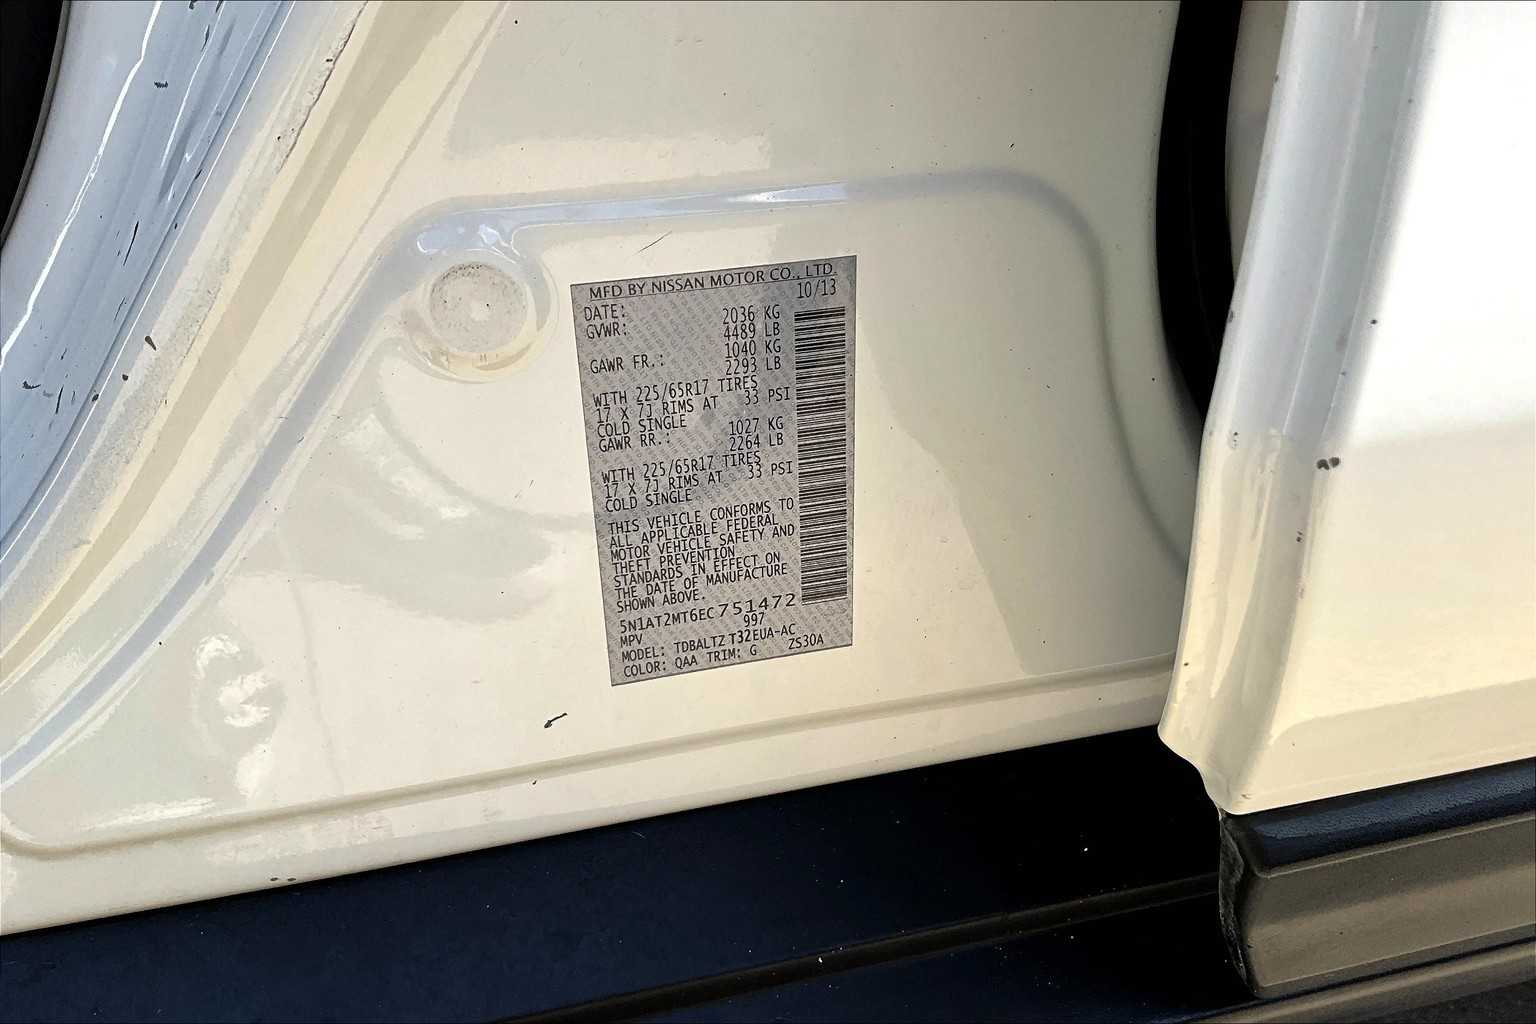 MFD BY NISSAN MOTOR CO., LTD.
DATE: 10/13
GVWR: 2036 KG
4489 LB
GAWR FR.: 1040 KG
2293 LB
WITH 225/65R17 TIRES
17 X 7J RIMS AT 33 PSI
COLD SINGLE
GAWR RR.: 1027 KG
2264 LB
WITH 225/65R17 TIRES
17 X 7J RIMS AT 33 PSI
COLD SINGLE
THIS VEHICLE CONFORMS TO
ALL APPLICABLE FEDERAL
MOTOR VEHICLE SAFETY AND
THEFT PREVENTION
STANDARDS IN EFFECT ON
THE DATE OF MANUFACTURE
SHOWN ABOVE.
5N1AT2MT6EC751472
MPV 997
MODEL: TDBALTZ T32EUA-AC
COLOR: QAA TRIM: G ZS30A